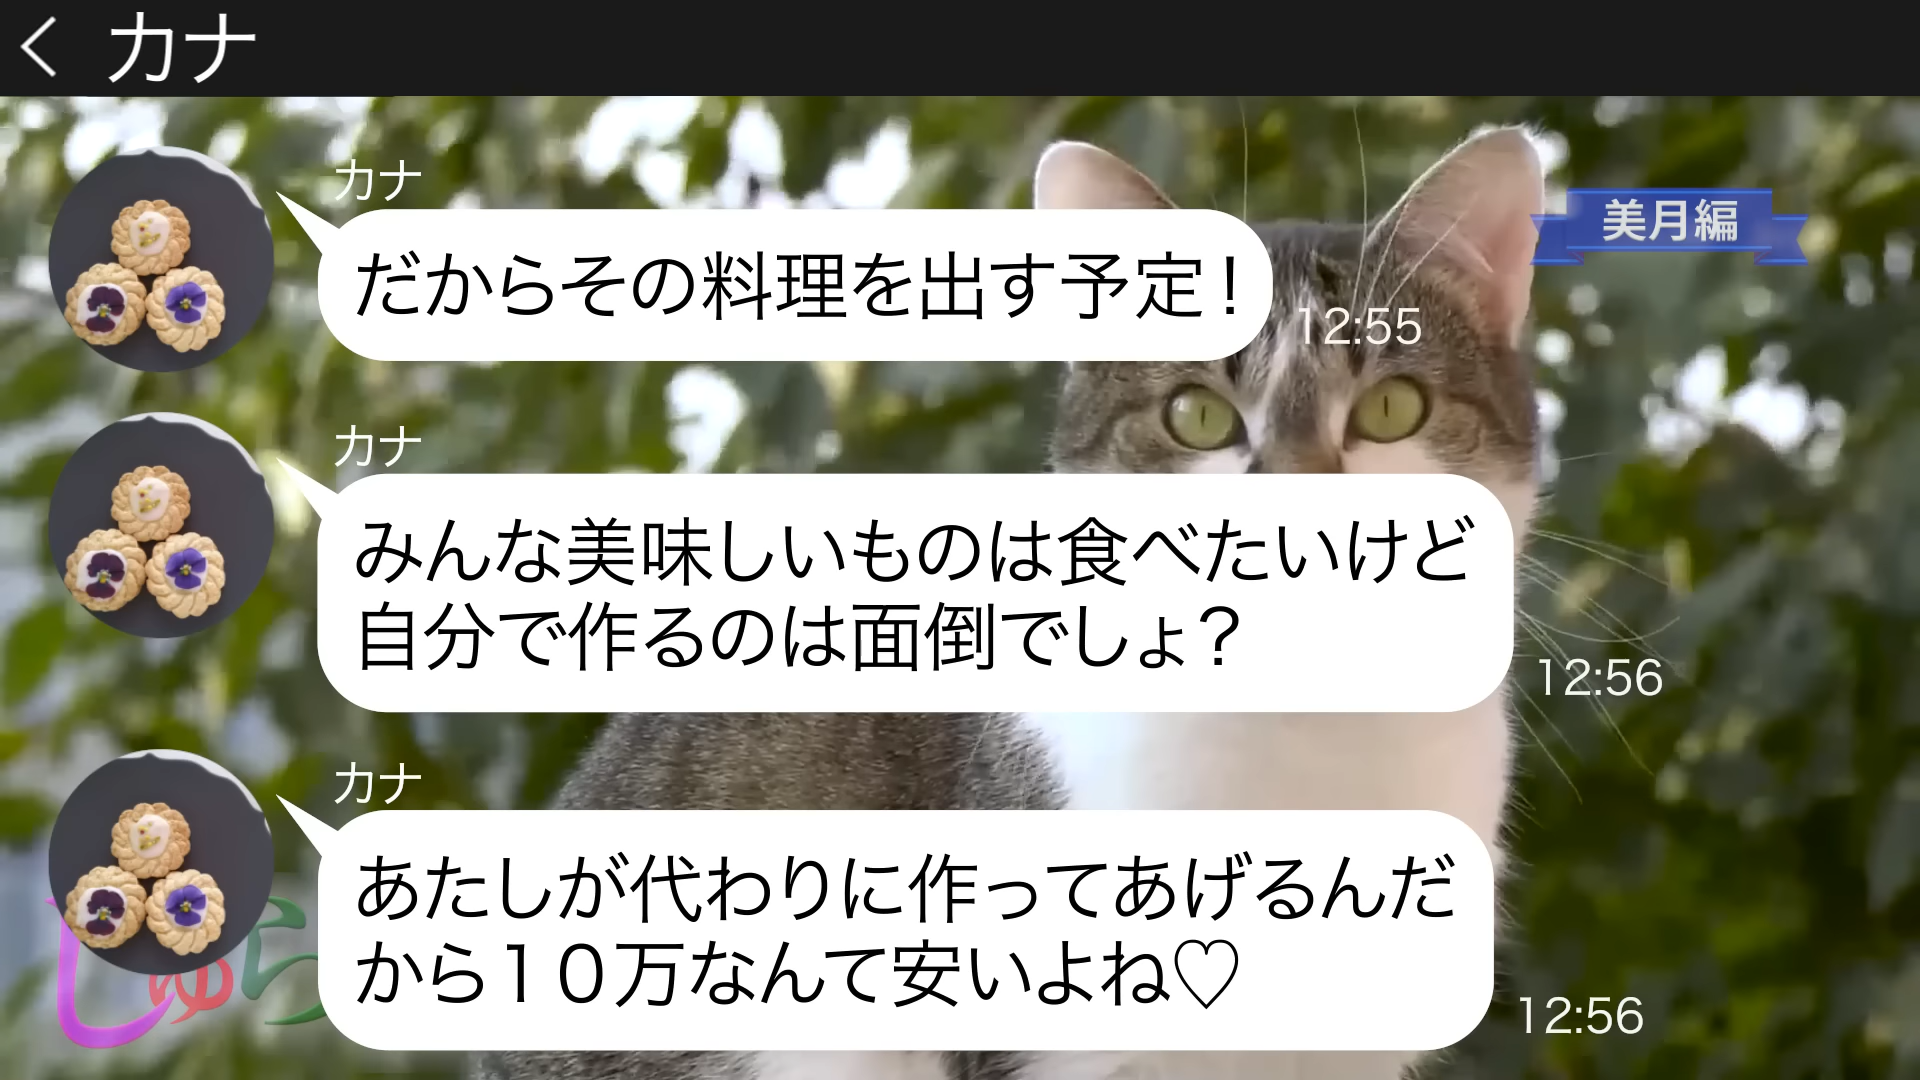 カナ
美月編
カナ
だからその料理を出す予定！
12:55
カナ
みんな美味しいものは食べたいけど
自分で作るのは面倒でしょ？
12:56
カナ
あたしが代わりに作ってあげるんだ
から１０万なんて安いよね♡
12:56
しゅら